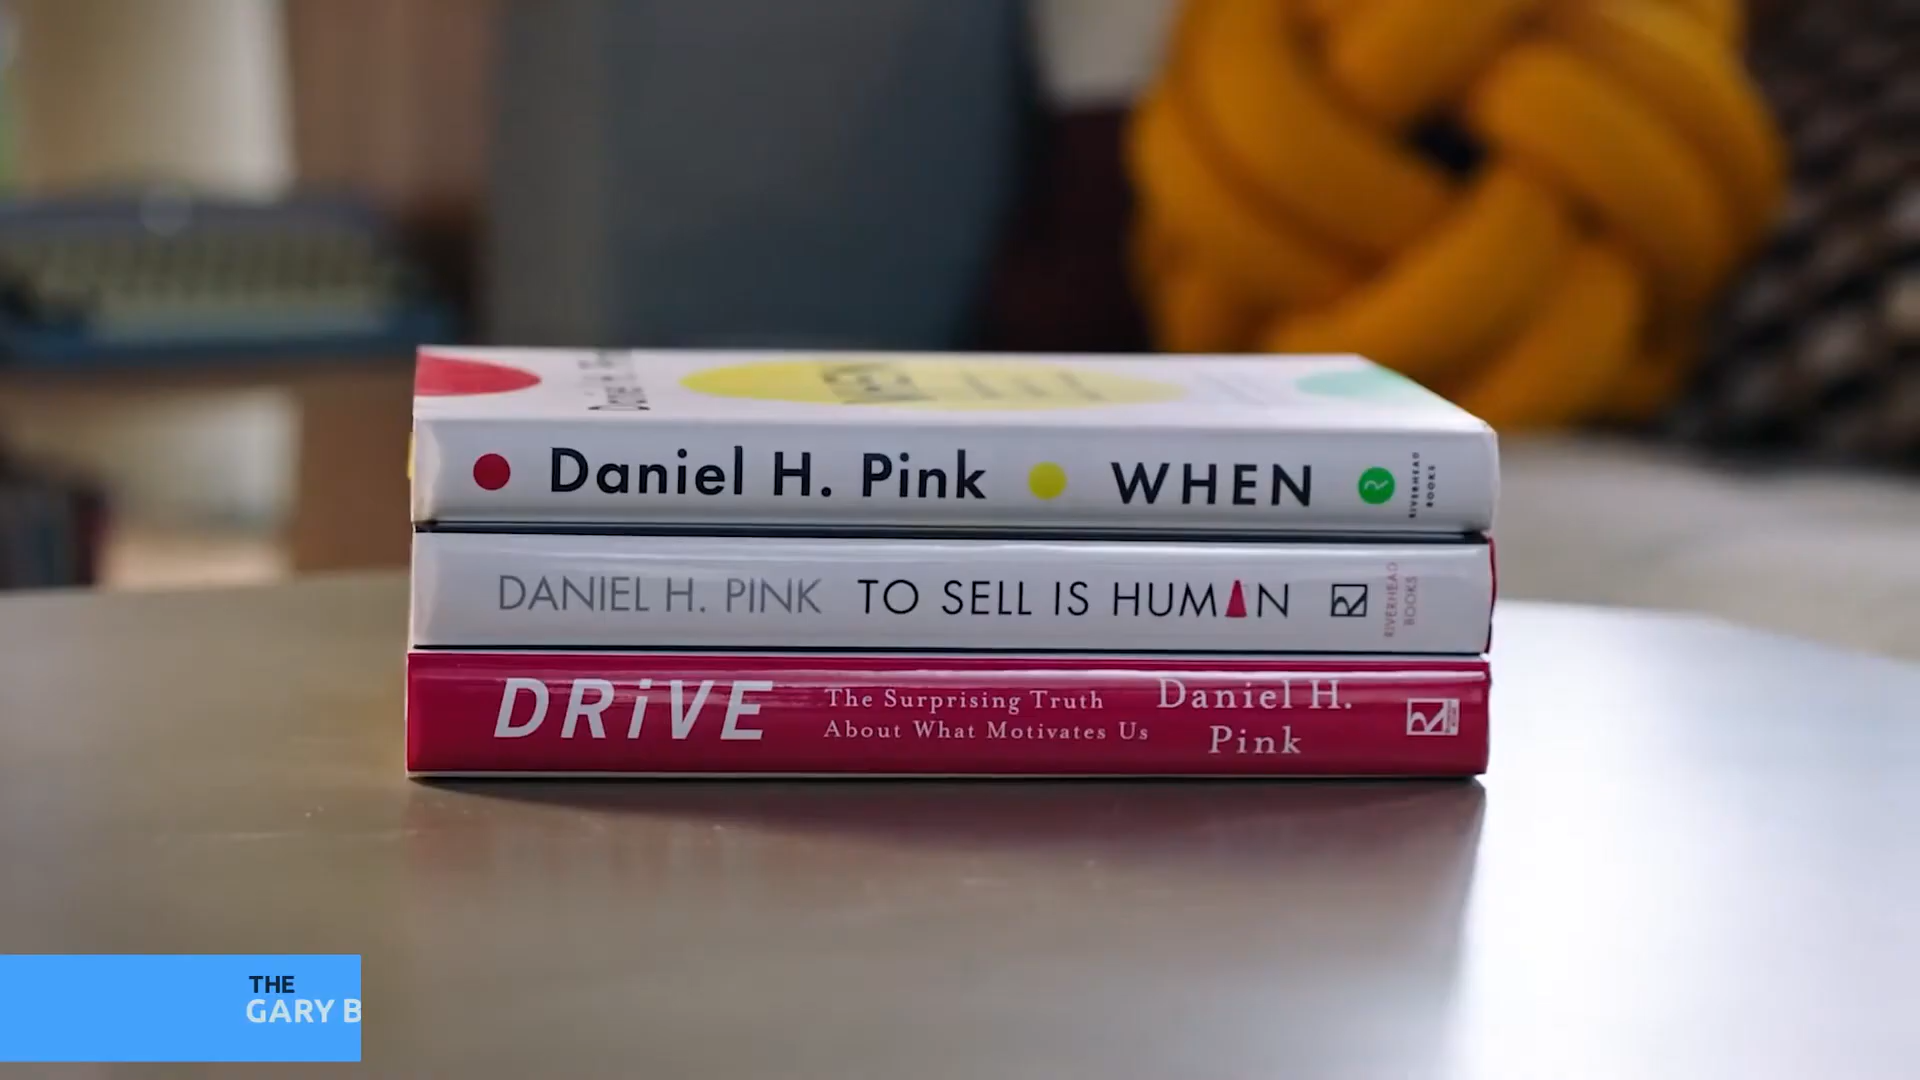 Daniel H. Pink WHEN
RIVERHEAD
BOOKS
DANIEL H. PINK TO SELL IS HUMAN
RIVERHEAD
BOOKS
DRiVE The Surprising Truth
About What Motivates Us
Daniel H.
Pink
THE
GARY B